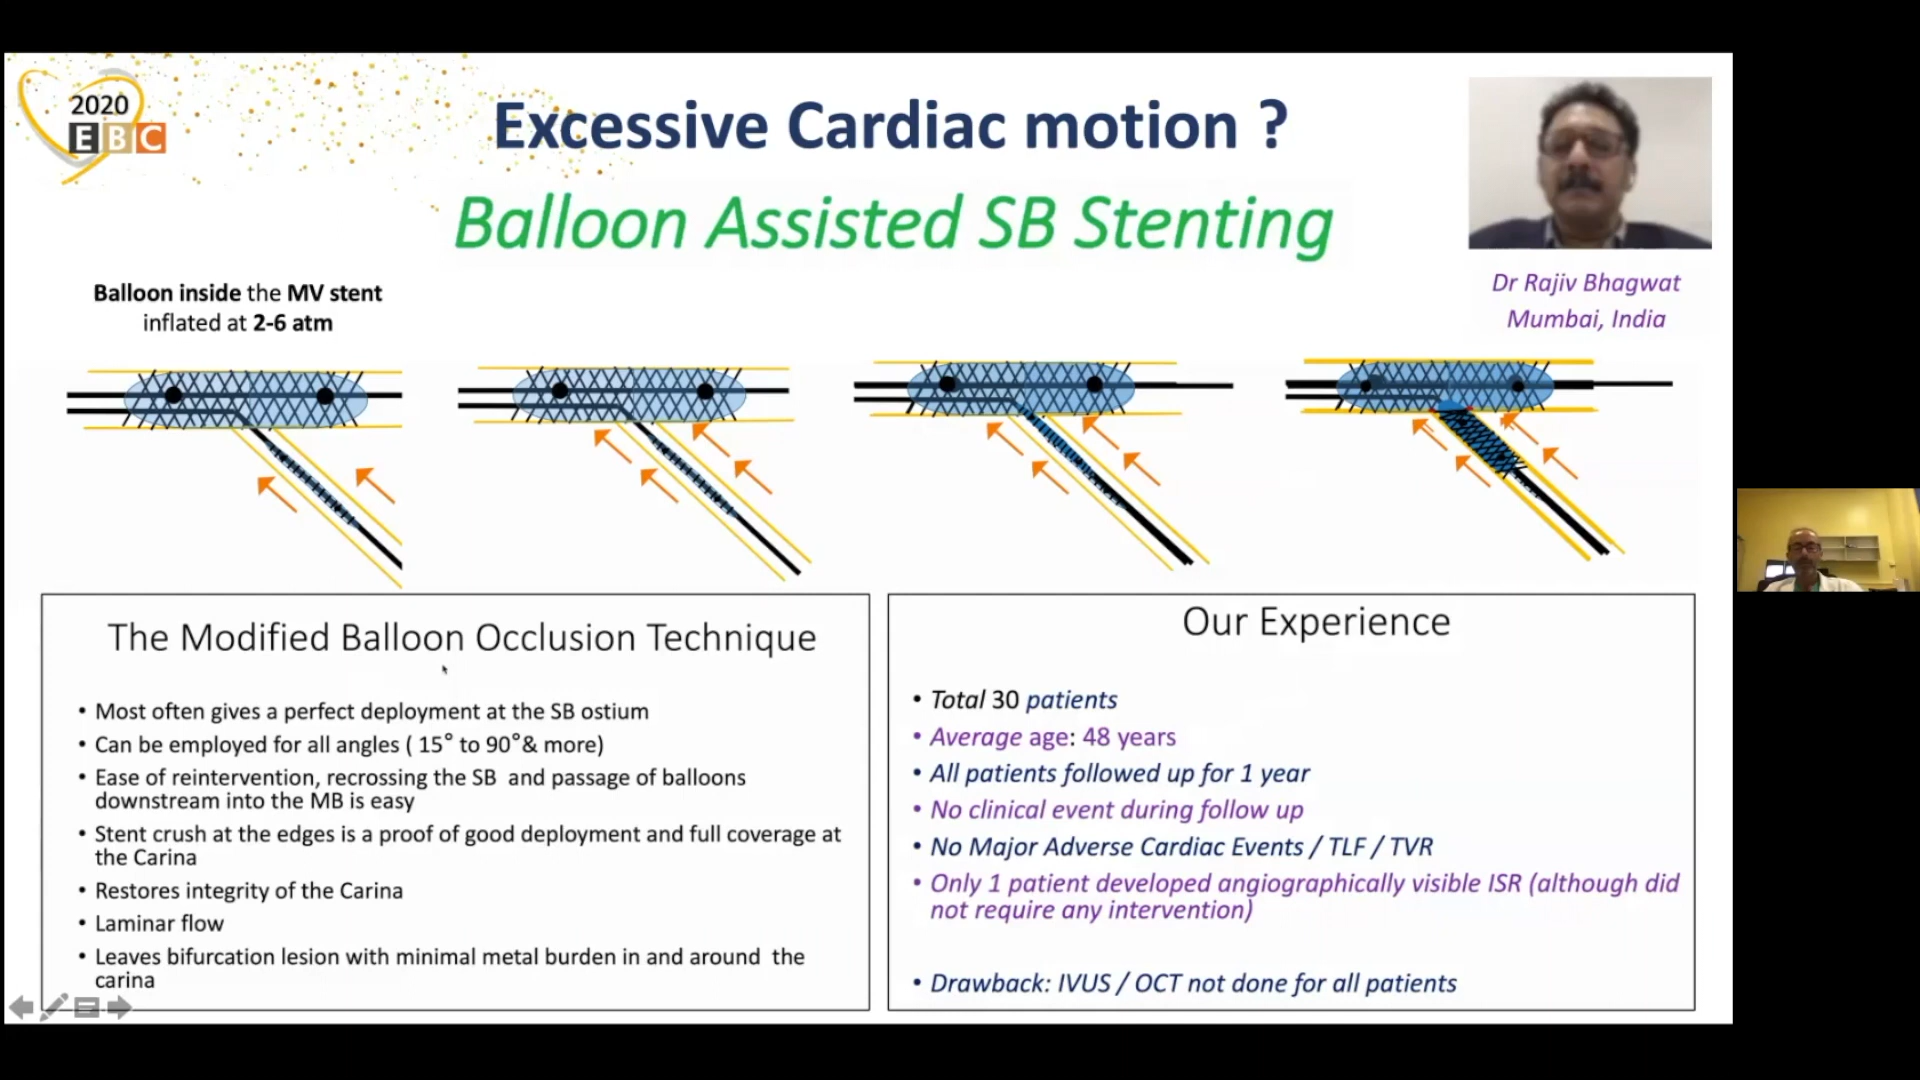 2020
EBC
Excessive Cardiac motion ?
Balloon Assisted SB Stenting
Dr Rajiv Bhagwat
Mumbai, India
Balloon inside the MV stent
inflated at 2-6 atm
The Modified Balloon Occlusion Technique
• Most often gives a perfect deployment at the SB ostium
• Can be employed for all angles ( 15° to 90°& more)
• Ease of reintervention, recrossing the SB and passage of balloons
downstream into the MB is easy
• Stent crush at the edges is a proof of good deployment and full coverage at
the Carina
• Restores integrity of the Carina
• Laminar flow
• Leaves bifurcation lesion with minimal metal burden in and around the
carina
Our Experience
• Total 30 patients
• Average age: 48 years
• All patients followed up for 1 year
• No clinical event during follow up
• No Major Adverse Cardiac Events / TLF / TVR
• Only 1 patient developed angiographically visible ISR (although did
not require any intervention)
• Drawback: IVUS / OCT not done for all patients